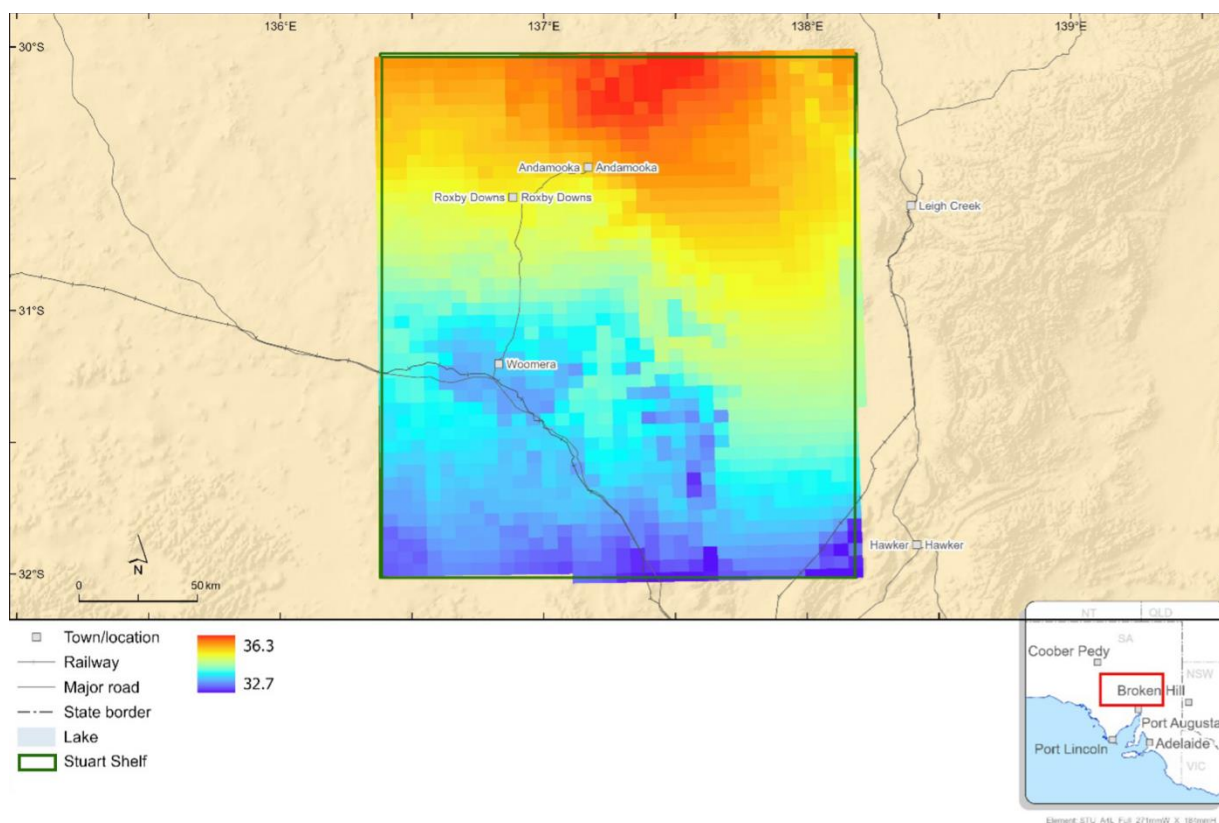 136°E 137°E 138°E 139°E
30°S
Andamooka Andamooka
Roxby Downs Roxby Downs
Leigh Creek
31°S
Woomera
Hawker Hawker
32°S
N
0 50 km
Town/location
Railway
Major road
State border
Lake
Stuart Shelf
36.3
32.7
NT QLD
SA
Coober Pedy
NSW
Broken Hill
Port Augusta
Port Lincoln
Adelaide
VIC
Element: STU_AfL_Full_271mmW_X_181mmH